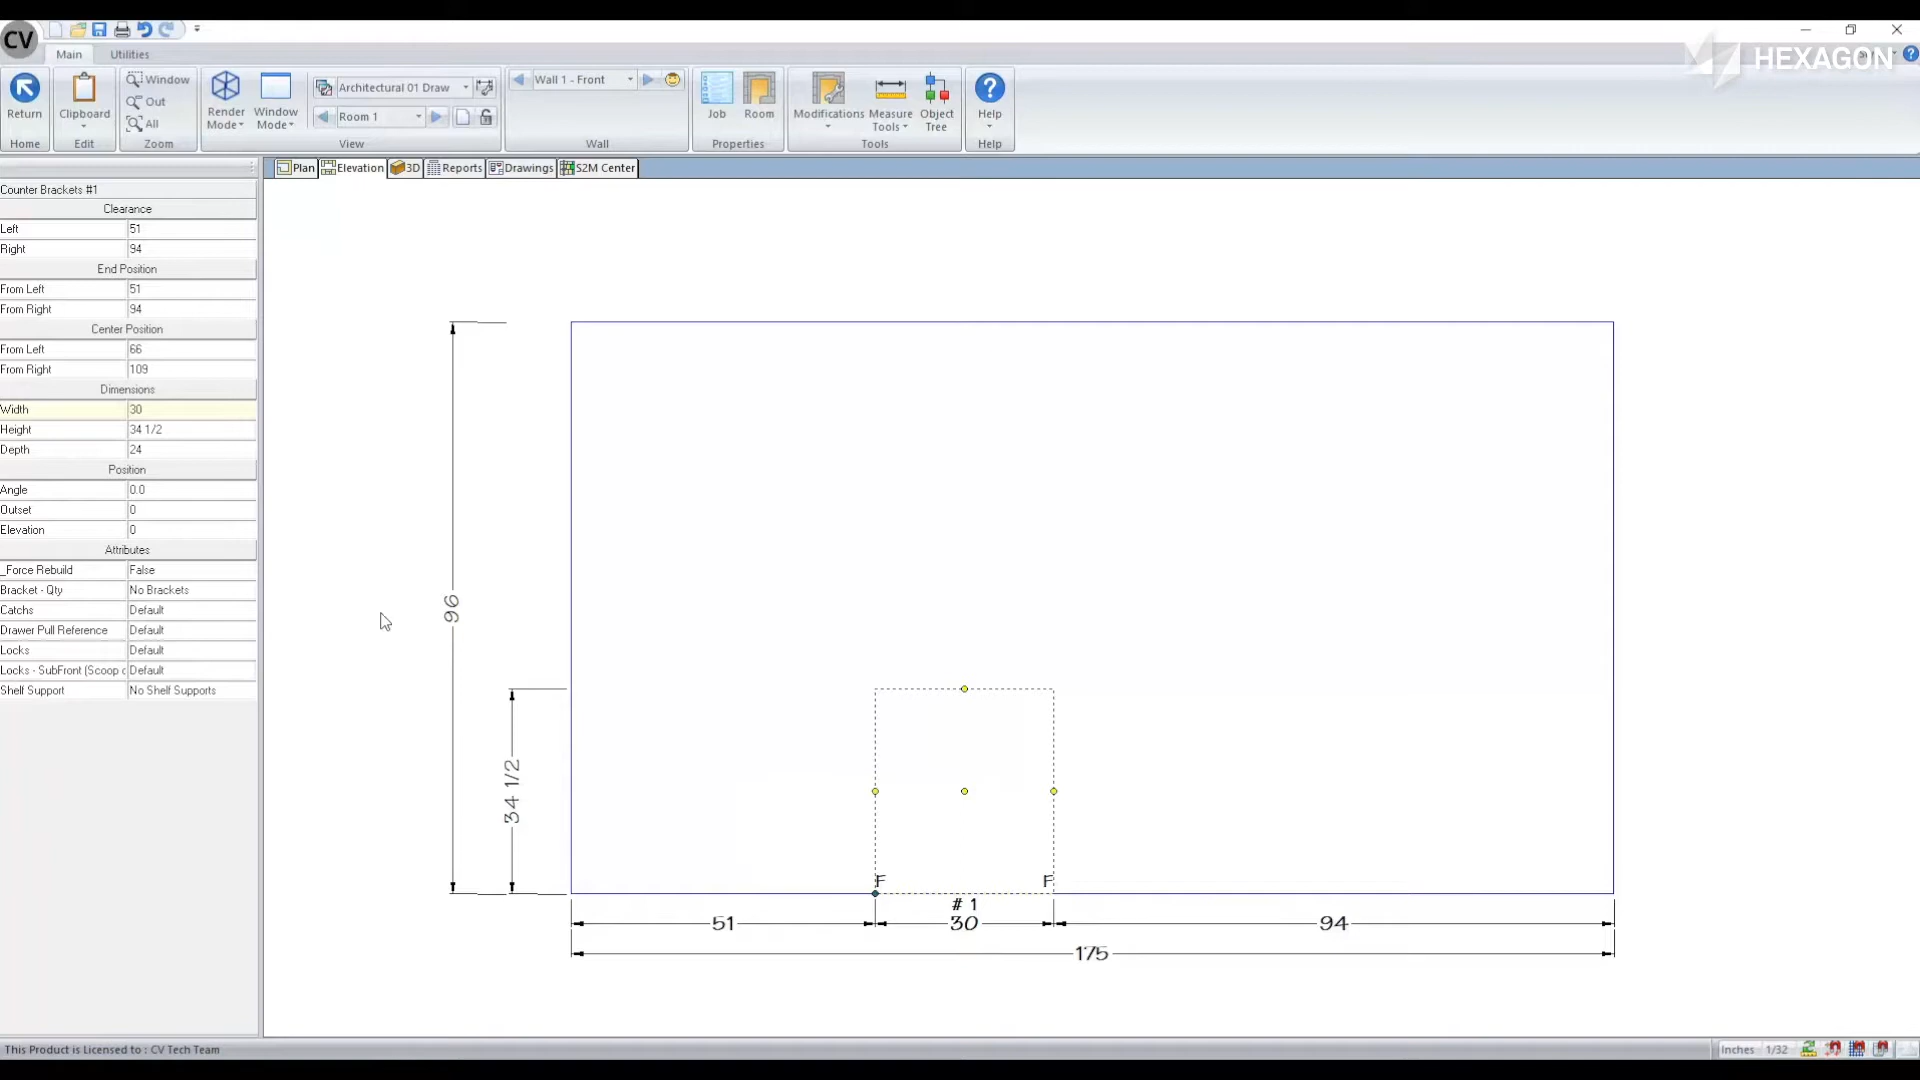 CV
Main
Utilities
HEXAGON
Return
Home
Clipboard
Edit
Window
Out
All
Zoom
Render Mode
Window Mode
Architectural 01 Draw
Room 1
View
Wall 1 - Front
Wall
Job
Room
Properties
Modifications
Measure Tools
Object Tree
Tools
Help
Help
Plan
Elevation
3D
Reports
Drawings
S2M Center
Counter Brackets #1
Clearance
Left 51
Right 94
End Position
From Left 51
From Right 94
Center Position
From Left 66
From Right 109
Dimensions
Width 30
Height 34 1/2
Depth 24
Position
Angle 0.0
Outset 0
Elevation 0
Attributes
_Force Rebuild False
Bracket - Qty No Brackets
Catchs Default
Drawer Pull Reference Default
Locks Default
Locks - SubFront (Scoop Default
Shelf Support No Shelf Supports
96
34 1/2
F F
# 1
51 30 94
175
This Product is Licensed to : CV Tech Team
Inches 1/32